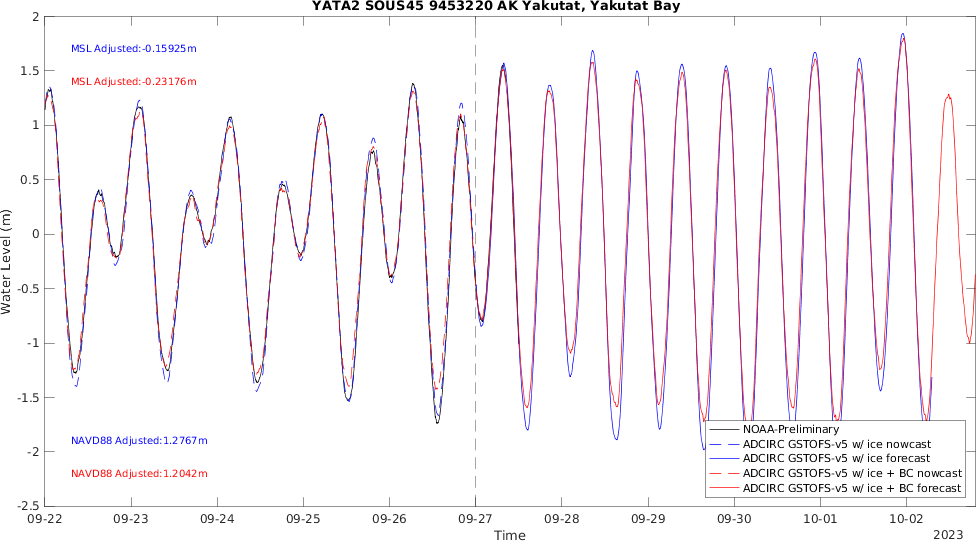 YATA2 SOUS45 9453220 AK Yakutat, Yakutat Bay
2
1.5
1
0.5
0
-0.5
-1
-1.5
-2
-2.5
Water Level (m)
MSL Adjusted:-0.15925m
MSL Adjusted:-0.23176m
NAVD88 Adjusted:1.2767m
NAVD88 Adjusted:1.2042m
NOAA-Preliminary
ADCIRC GSTOFS-v5 w/ ice nowcast
ADCIRC GSTOFS-v5 w/ ice forecast
ADCIRC GSTOFS-v5 w/ ice + BC nowcast
ADCIRC GSTOFS-v5 w/ ice + BC forecast
09-22 09-23 09-24 09-25 09-26 09-27 09-28 09-29 09-30 10-01 10-02
Time
2023